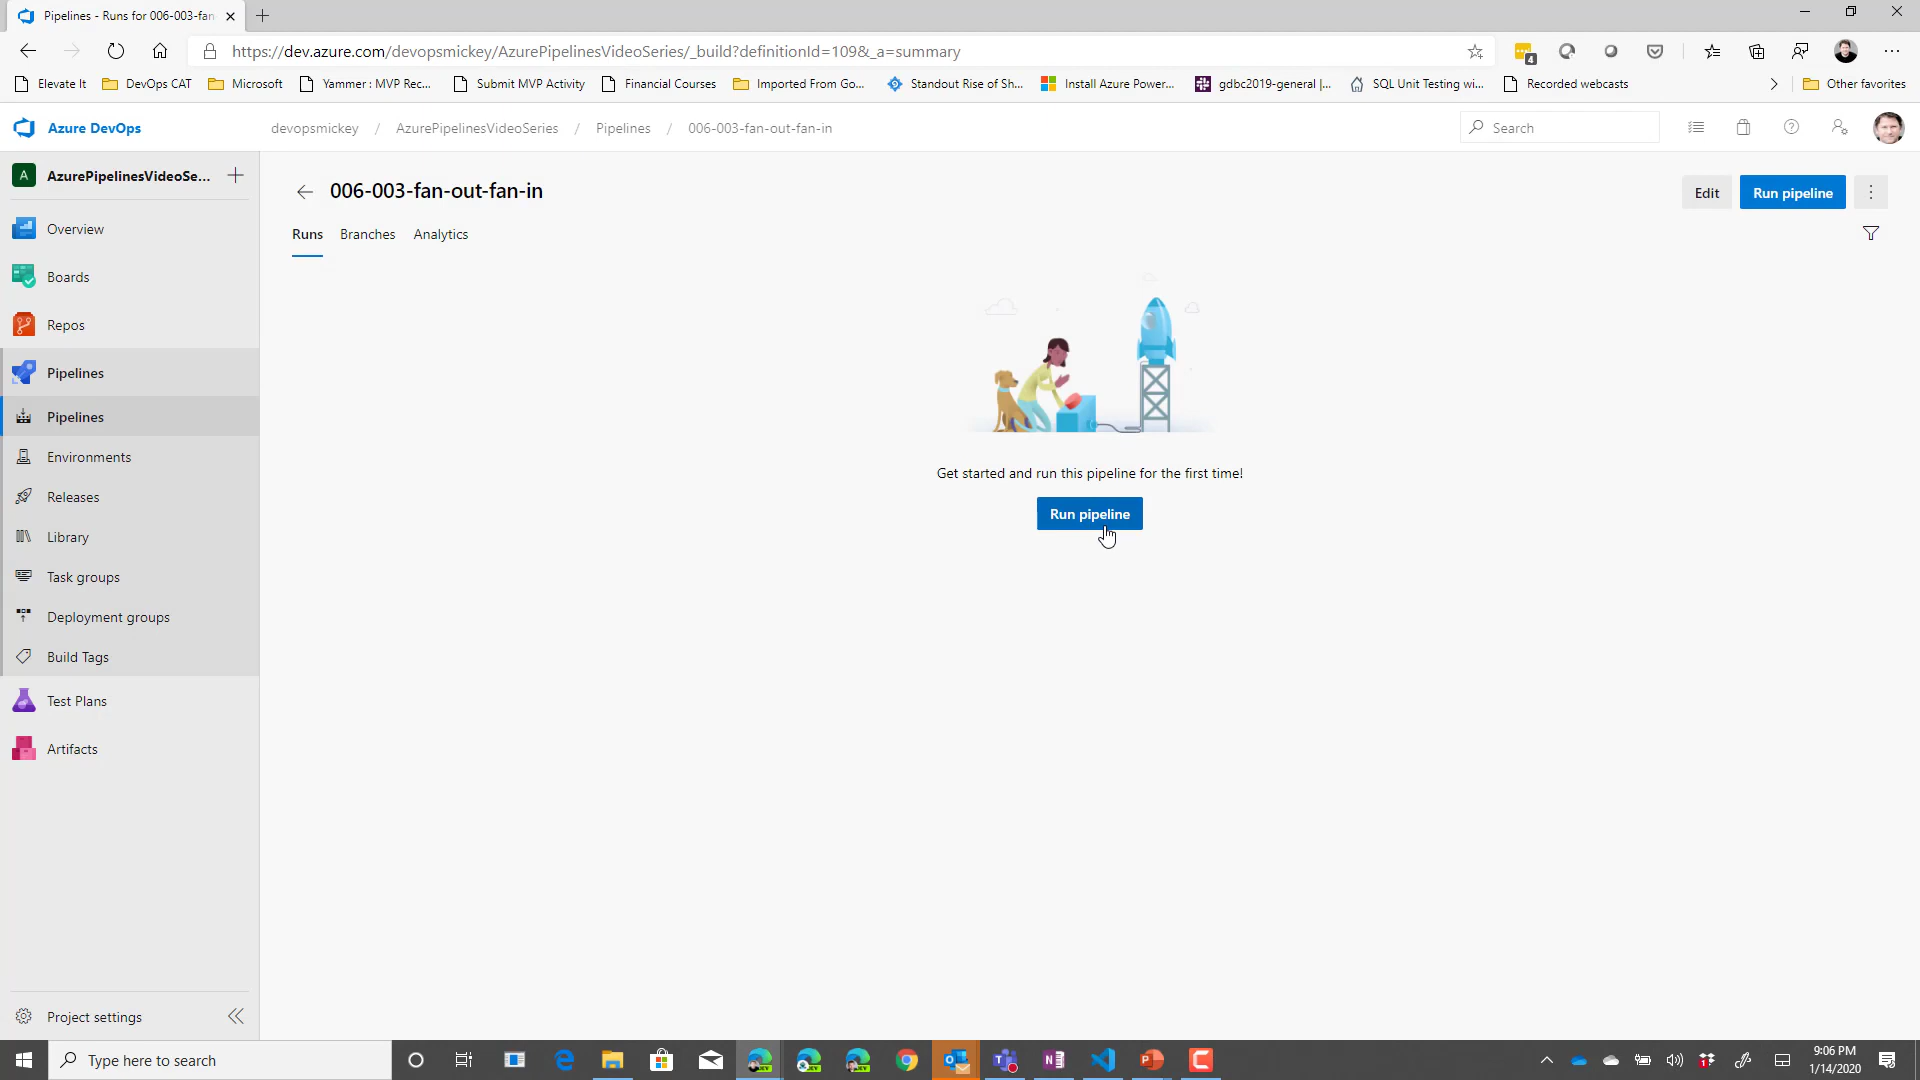 Pipelines - Runs for 006-003-fan-
https://dev.azure.com/devopsmickey/AzurePipelinesVideoSeries/_build?definitionId=109&_a=summary
4
Elevate It
DevOps CAT
Microsoft
Yammer : MVP Rec...
Submit MVP Activity
Financial Courses
Imported From Go...
Standout Rise of Sh...
Install Azure Power...
gdbc2019-general |...
SQL Unit Testing wi...
Recorded webcasts
Other favorites
Azure DevOps
devopsmickey / AzurePipelinesVideoSeries / Pipelines / 006-003-fan-out-fan-in
Search
A
AzurePipelinesVideoSe...
Overview
Boards
Repos
Pipelines
Pipelines
Environments
Releases
Library
Task groups
Deployment groups
Build Tags
Test Plans
Artifacts
Project settings
006-003-fan-out-fan-in
Edit
Run pipeline
Runs
Branches
Analytics
Get started and run this pipeline for the first time!
Run pipeline
Type here to search
9:06 PM
1/14/2020